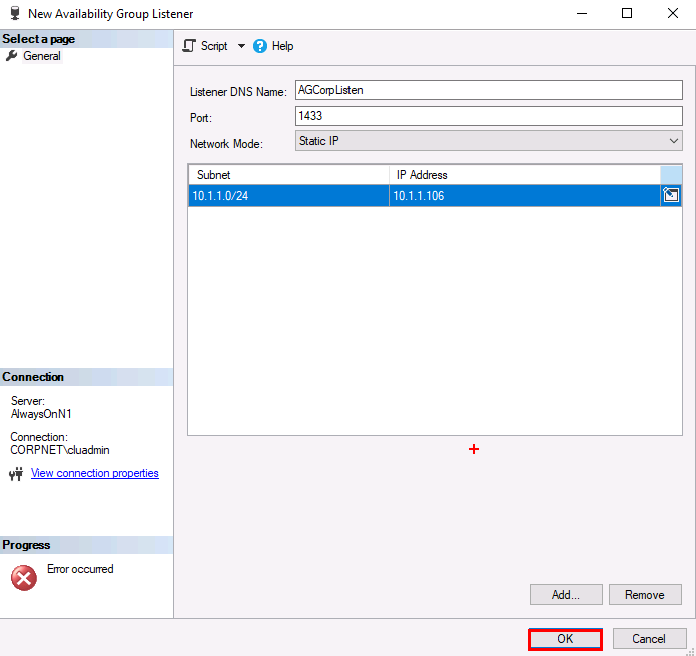 New Availability Group Listener
Select a page
General
Script
Help
Listener DNS Name: AGCorpListen
Port: 1433
Network Mode: Static IP
Subnet IP Address
10.1.1.0/24 10.1.1.106
Connection
Server:
AlwaysOnN1
Connection:
CORPNET\cluadmin
View connection properties
Progress
Error occurred
Add... Remove
OK Cancel